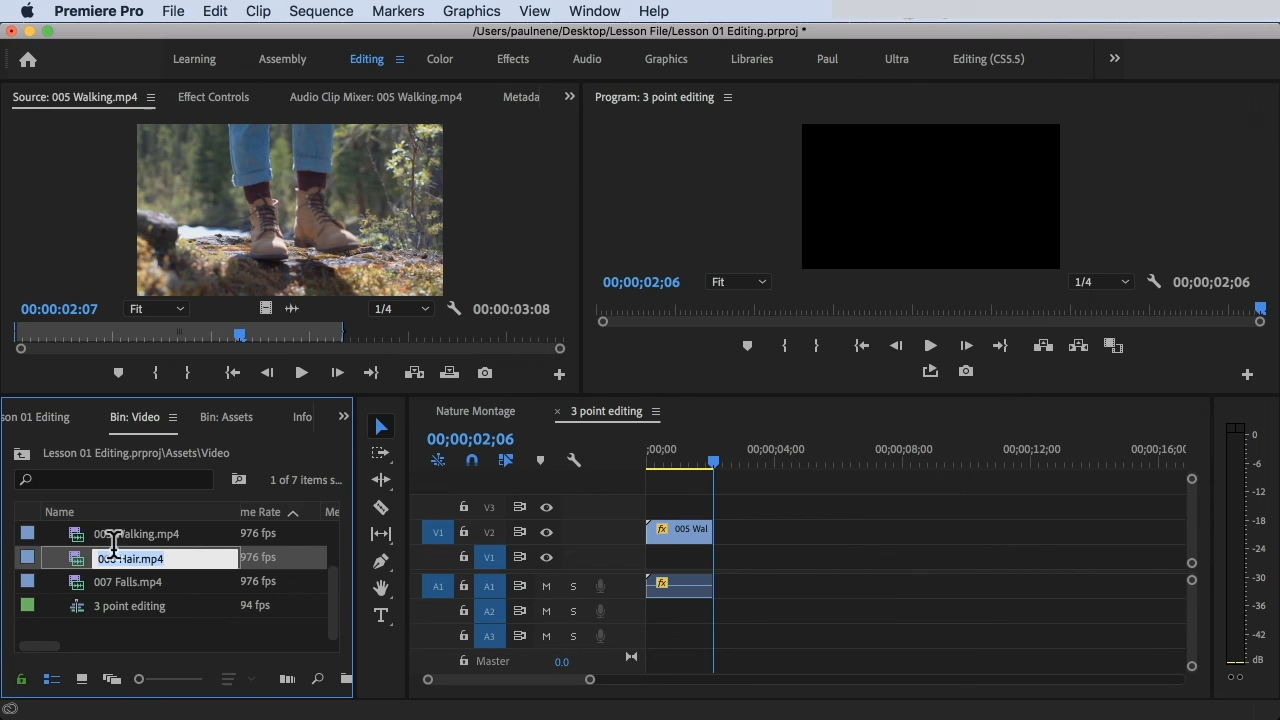 Premiere Pro File Edit Clip Sequence Markers Graphics View Window Help
/Users/paulnene/Desktop/Lesson File/Lesson 01 Editing.prproj *
Learning Assembly Editing Color Effects Audio Graphics Libraries Paul Ultra Editing (CS5.5)
Source: 005 Walking.mp4 Effect Controls Audio Clip Mixer: 005 Walking.mp4 Metada
Program: 3 point editing
00:00:02:07 Fit 1/4 00:00:03:08
00;00;02;06 Fit 1/4 00;00;02;06
son 01 Editing Bin: Video Bin: Assets Info
Lesson 01 Editing.prproj\Assets\Video
1 of 7 items s...
Name me Rate Me
Walking.mp4 976 fps
Hair.mp4 976 fps
007 Falls.mp4 976 fps
3 point editing 94 fps
Nature Montage × 3 point editing
00;00;02;06
;00;00 00;00;04;00 00;00;08;00 00;00;12;00 00;00;16;00
V3
V1 V2 fx 005 Wal
V1
A1 A1 M S fx
A2 M S
A3 M S
Master 0.0
0
-6
-12
-36
-42
dB
S S